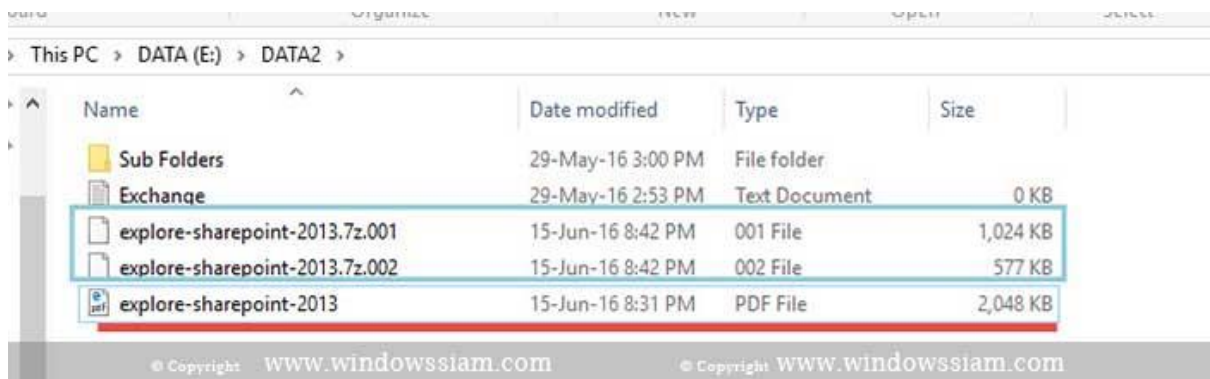 Organize New Open Select
This PC > DATA (E:) > DATA2 >
Name Date modified Type Size
Sub Folders 29-May-16 3:00 PM File folder
Exchange 29-May-16 2:53 PM Text Document 0 KB
explore-sharepoint-2013.7z.001 15-Jun-16 8:42 PM 001 File 1,024 KB
explore-sharepoint-2013.7z.002 15-Jun-16 8:42 PM 002 File 577 KB
explore-sharepoint-2013 15-Jun-16 8:31 PM PDF File 2,048 KB
© Copyright www.windowssiam.com © Copyright www.windowssiam.com